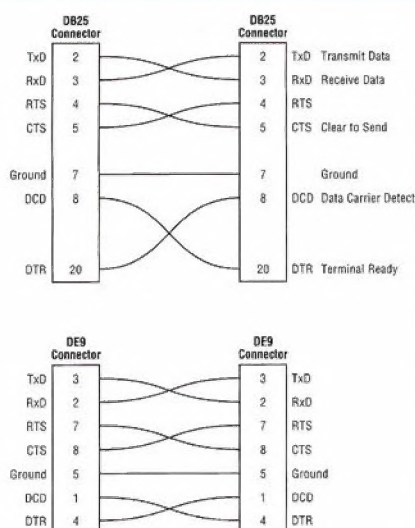 DB25 Connector DB25 Connector
TxD 2 2 TxD Transmit Data
RxD 3 3 RxD Receive Data
RTS 4 4 RTS
CTS 5 5 CTS Clear to Send
Ground 7 7 Ground
DCD 8 8 DCD Data Carrier Detect
DTR 20 20 DTR Terminal Ready
DE9 Connector DE9 Connector
TxD 3 3 TxD
RxD 2 2 RxD
RTS 7 7 RTS
CTS 8 8 CTS
Ground 5 5 Ground
DCD 1 1 DCD
DTR 4 4 DTR